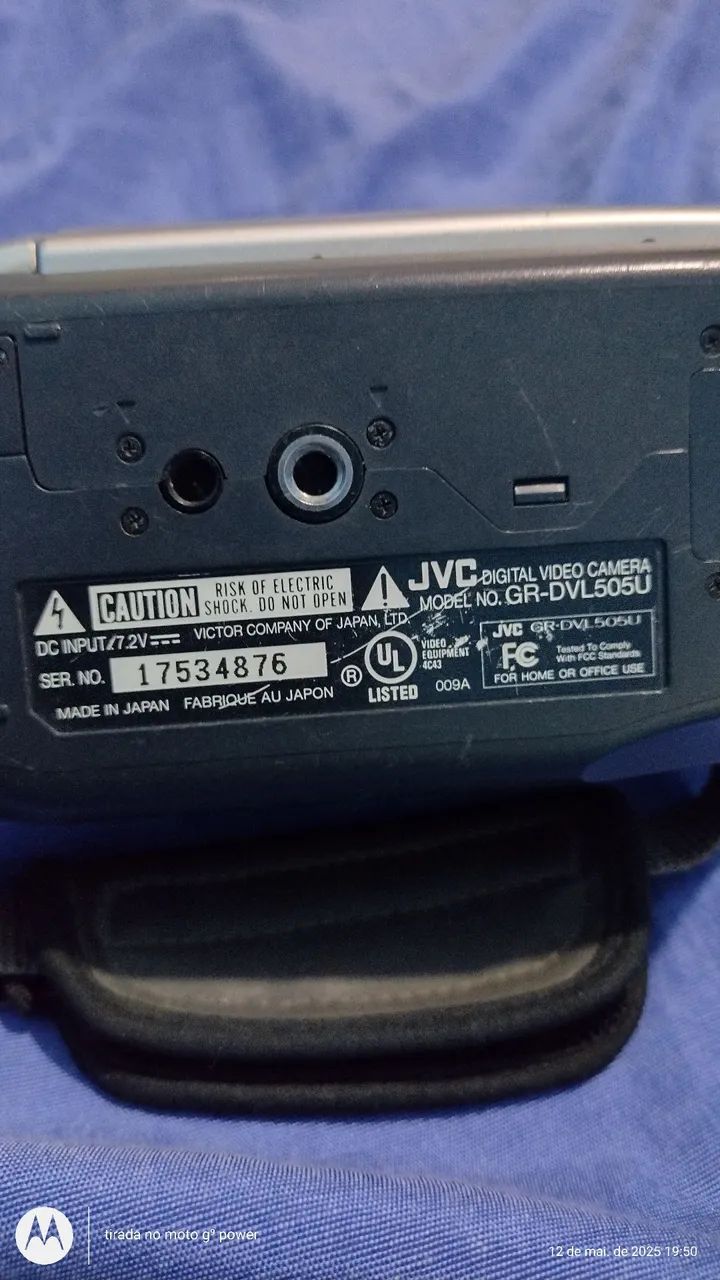 CAUTION
RISK OF ELECTRIC
SHOCK. DO NOT OPEN
JVC DIGITAL VIDEO CAMERA
MODEL NO. GR-DVL505U
DC INPUT/7.2V
VICTOR COMPANY OF JAPAN, LTD.
SER. NO. 17534876
MADE IN JAPAN FABRIQUE AU JAPON
®
UL
LISTED
VIDEO
EQUIPMENT
4C43
009A
JVC GR-DVL505U
FC
Tested To Comply
With FCC Standards
FOR HOME OR OFFICE USE
tirada no moto g⁹ power
12 de mai. de 2025 19:50